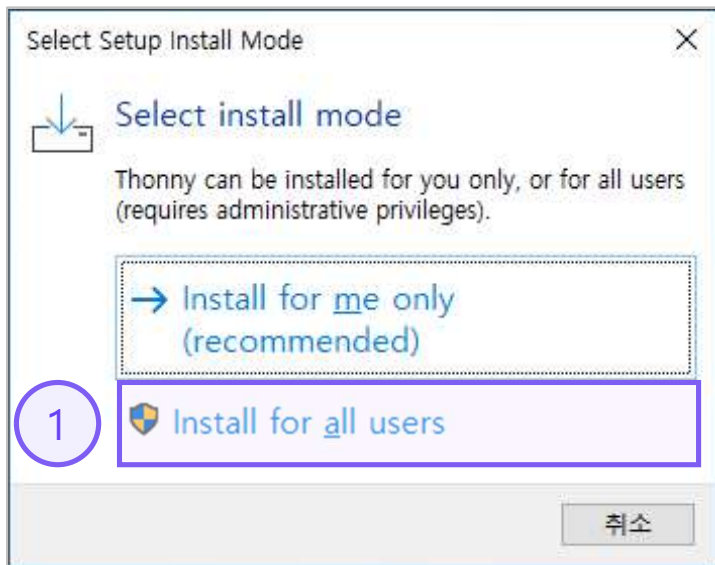 Select Setup Install Mode
Select install mode
Thonny can be installed for you only, or for all users
(requires administrative privileges).
Install for me only
(recommended)
1
Install for all users
취소